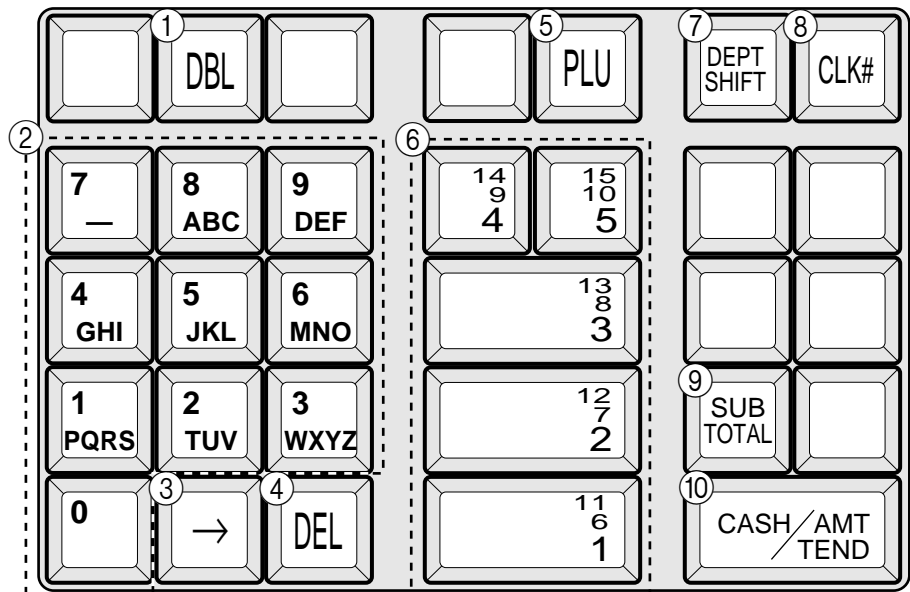 ① ⑤ ⑦ ⑧
DBL PLU DEPT SHIFT CLK#
② ⑥
7 8 9 14 15
— ABC DEF 9 10
4 5
4 5 6 13
GHI JKL MNO 8
3
⑨
1 2 3 12 SUB
PQRS TUV WXYZ 7 TOTAL
2
③ ④ ⑩
0 → DEL 11 CASH/AMT
6 TEND
1